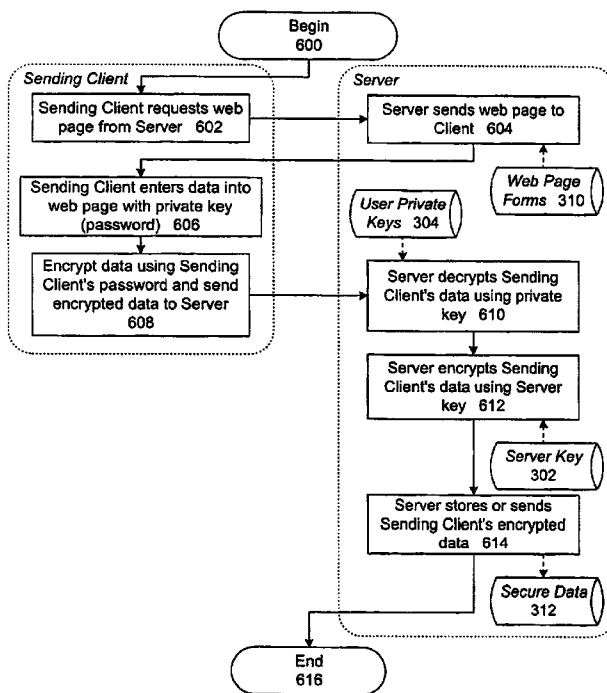 Begin
600
Sending Client
Server
Sending Client requests web
page from Server 602
Server sends web page to
Client 604
Web Page
Forms 310
Sending Client enters data into
web page with private key
(password) 606
User Private
Keys 304
Encrypt data using Sending
Client's password and send
encrypted data to Server
608
Server decrypts Sending
Client's data using private
key 610
Server encrypts Sending
Client's data using Server
key 612
Server Key
302
Server stores or sends
Sending Client's encrypted
data 614
Secure Data
312
End
616